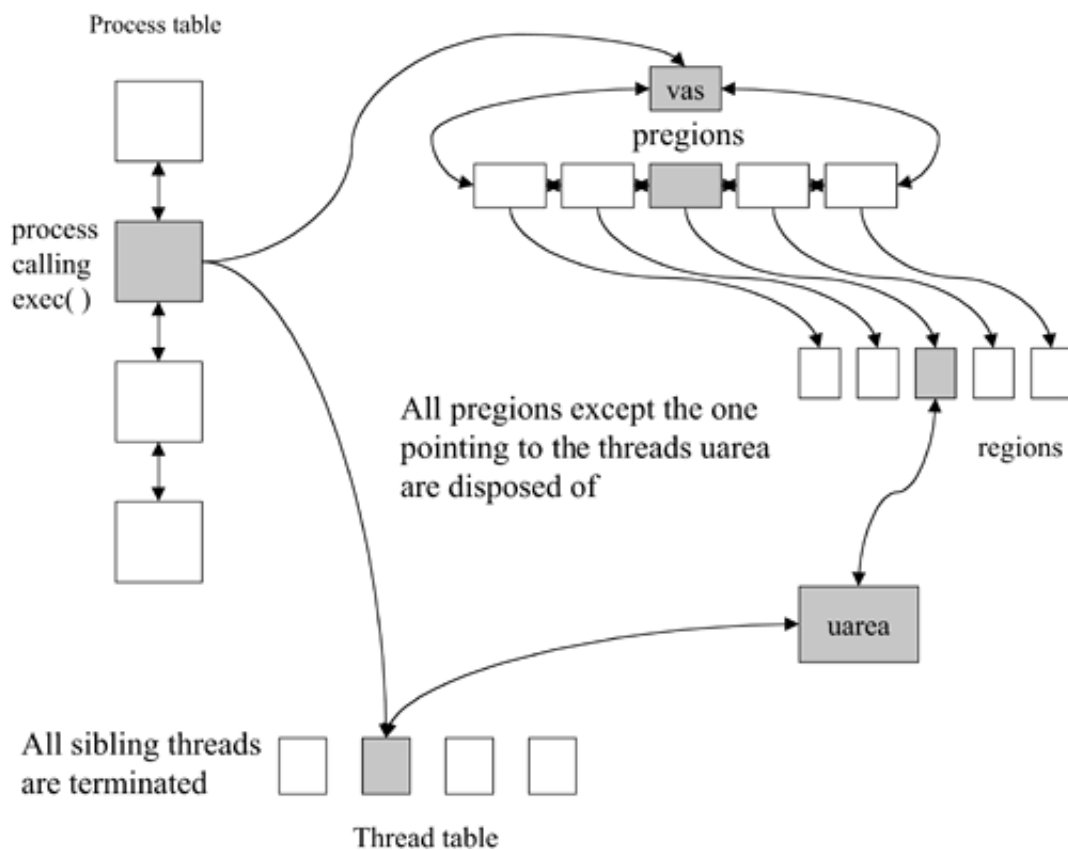 Process table
vas
pregions
process
calling
exec( )
All pregions except the one
pointing to the threads uarea
are disposed of
regions
uarea
All sibling threads
are terminated
Thread table